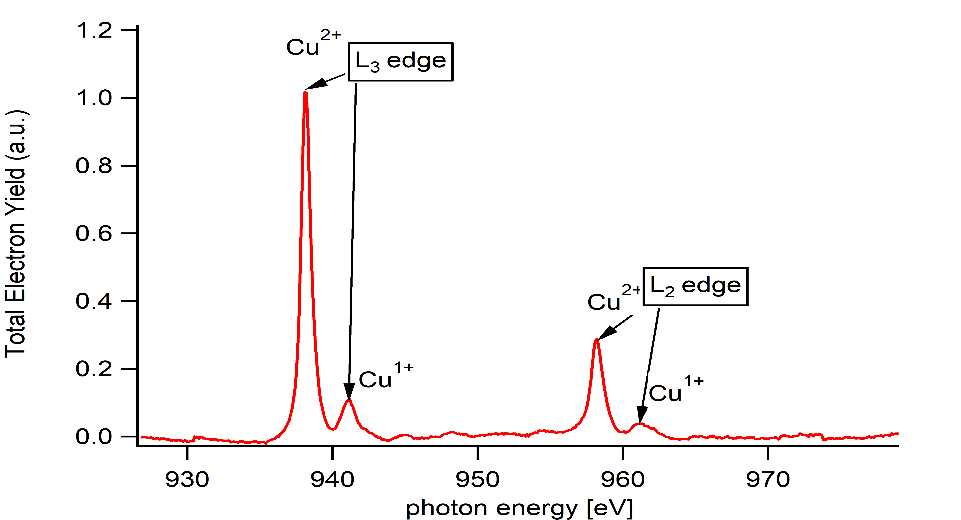 1.2
1.0
0.8
0.6
0.4
0.2
0.0
Total Electron Yield (a.u.)
Cu²⁺
L₃ edge
Cu¹⁺
Cu²⁺
L₂ edge
Cu¹⁺
930 940 950 960 970
photon energy [eV]